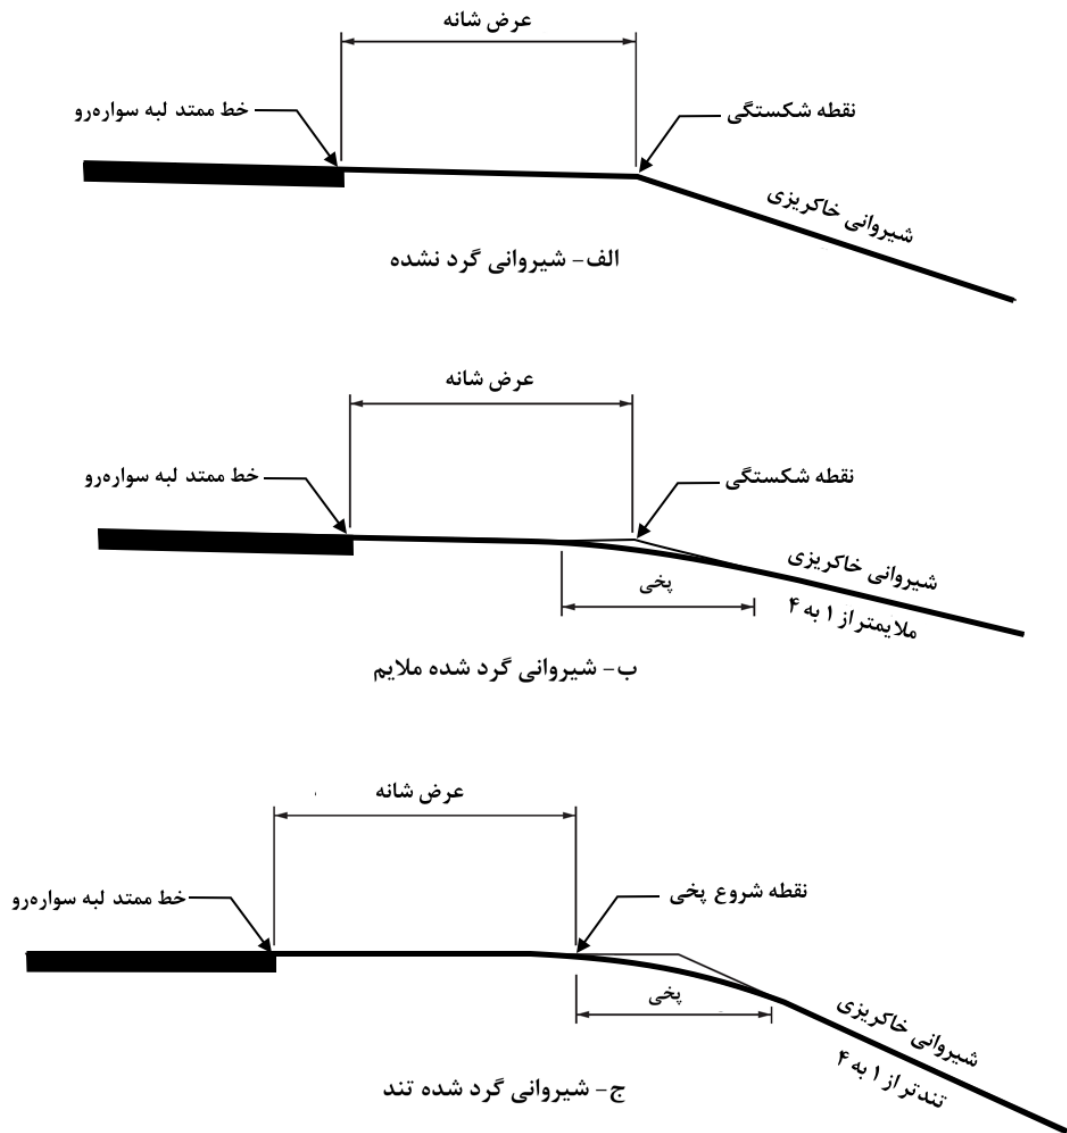 عرض شانه
خط ممتد لبه سواره‌رو
نقطه شکستگی
شیروانی خاکریزی
الف- شیروانی گرد نشده
عرض شانه
خط ممتد لبه سواره‌رو
نقطه شکستگی
شیروانی خاکریزی
ملایمتر از ۱ به ۴
پخی
ب- شیروانی گرد شده ملایم
عرض شانه
خط ممتد لبه سواره‌رو
نقطه شروع پخی
پخی
شیروانی خاکریزی
تندتر از ۱ به ۴
ج- شیروانی گرد شده تند